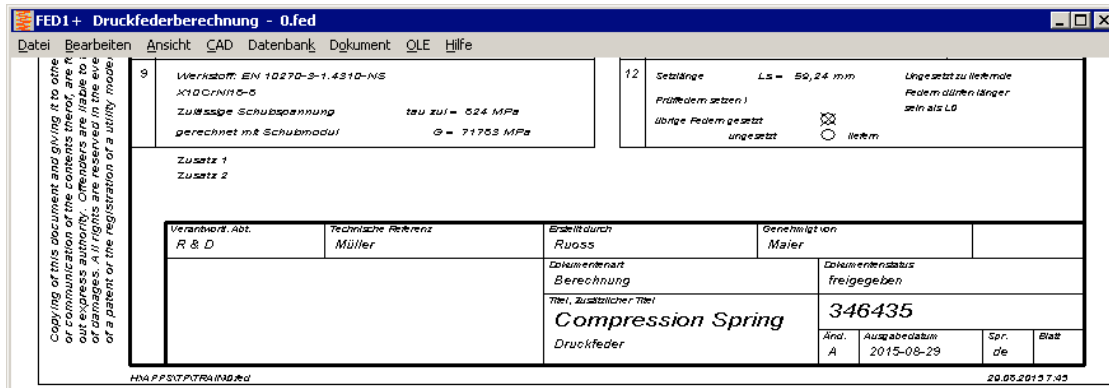 FED1+ Druckfederberechnung - 0.fed
Datei Bearbeiten Ansicht CAD Datenbank Dokument OLE Hilfe
Copying of this document and giving it to othe
or communication of the contents therof, are fo
out express authority. Offenders are liable to t
of damages. All rights are reserved in the eve
of a patent or the registration of a utility model
9 Werkstoff: EN 10270-3-1.4310-NS
X10CrNi18-8
Zulässige Schubspannung tau zul= 624 MPa
gerechnet mit Schubmodul G = 71763 MPa
12 Setzlänge Ls = 59,24 mm Ungesetzt zu liefernde
Federn dürfen länger
sein als L0
Prüffedern setzen !
übrige Federn gesetzt
ungesetzt liefern
Zusatz 1
Zusatz 2
Verantwortl. Abt. Technische Referenz Erstellt durch Genehmigt von
R & D Müller Ruoss Maier
Dokumentenart Dokumentenstatus
Berechnung freigegeben
Titel, Zusätzlicher Titel
Compression Spring 346435
Druckfeder
Änd. Ausgabedatum Spr. Blatt
A 2015-08-29 de
H:\APPS\TP\TRAIN\0.fed 29.08.2015 7:45